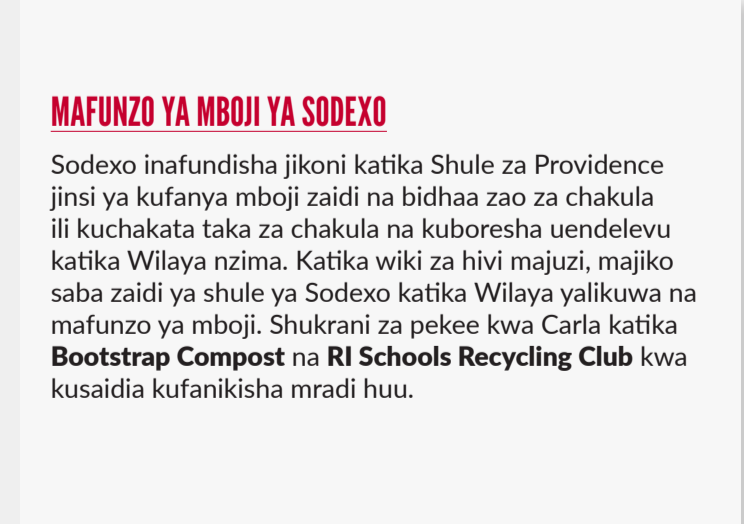 MAFUNZO YA MBOJI YA SODEXO
Sodexo inafundisha jikoni katika Shule za Providence
jinsi ya kufanya mboji zaidi na bidhaa zao za chakula
ili kuchakata taka za chakula na kuboresha uendelevu
katika Wilaya nzima. Katika wiki za hivi majuzi, majiko
saba zaidi ya shule ya Sodexo katika Wilaya yalikuwa na
mafunzo ya mboji. Shukrani za pekee kwa Carla katika
Bootstrap Compost na RI Schools Recycling Club kwa
kusaidia kufanikisha mradi huu.